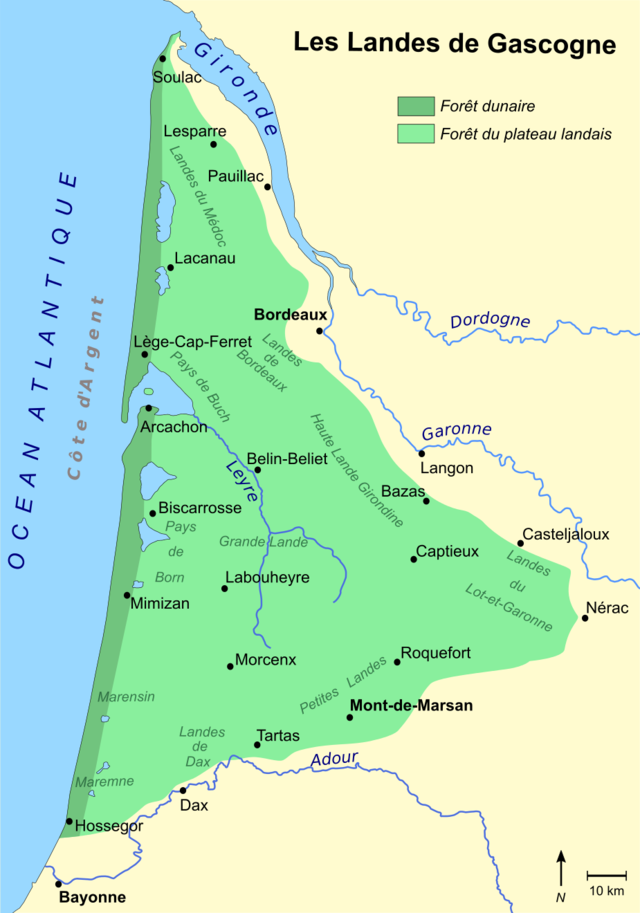 Les Landes de Gascogne
Forêt dunaire
Forêt du plateau landais
Gironde
Soulac
Lesparre
Pauillac
Landes du Médoc
OCEAN ATLANTIQUE
Côte d'Argent
Lacanau
Bordeaux
Dordogne
Lège-Cap-Ferret
Landes
de
Bordeaux
Pays de Buch
Arcachon
Garonne
Haute Lande Girondine
Belin-Beliet
Langon
Leyre
Bazas
Biscarrosse
Pays
de
Born
Grande Lande
Casteljaloux
Captieux
Landes
du
Lot-et-Garonne
Labouheyre
Mimizan
Nérac
Morcenx
Roquefort
Petites Landes
Marensin
Mont-de-Marsan
Landes
de
Dax
Tartas
Adour
Maremne
Dax
Hossegor
Bayonne
N
10 km